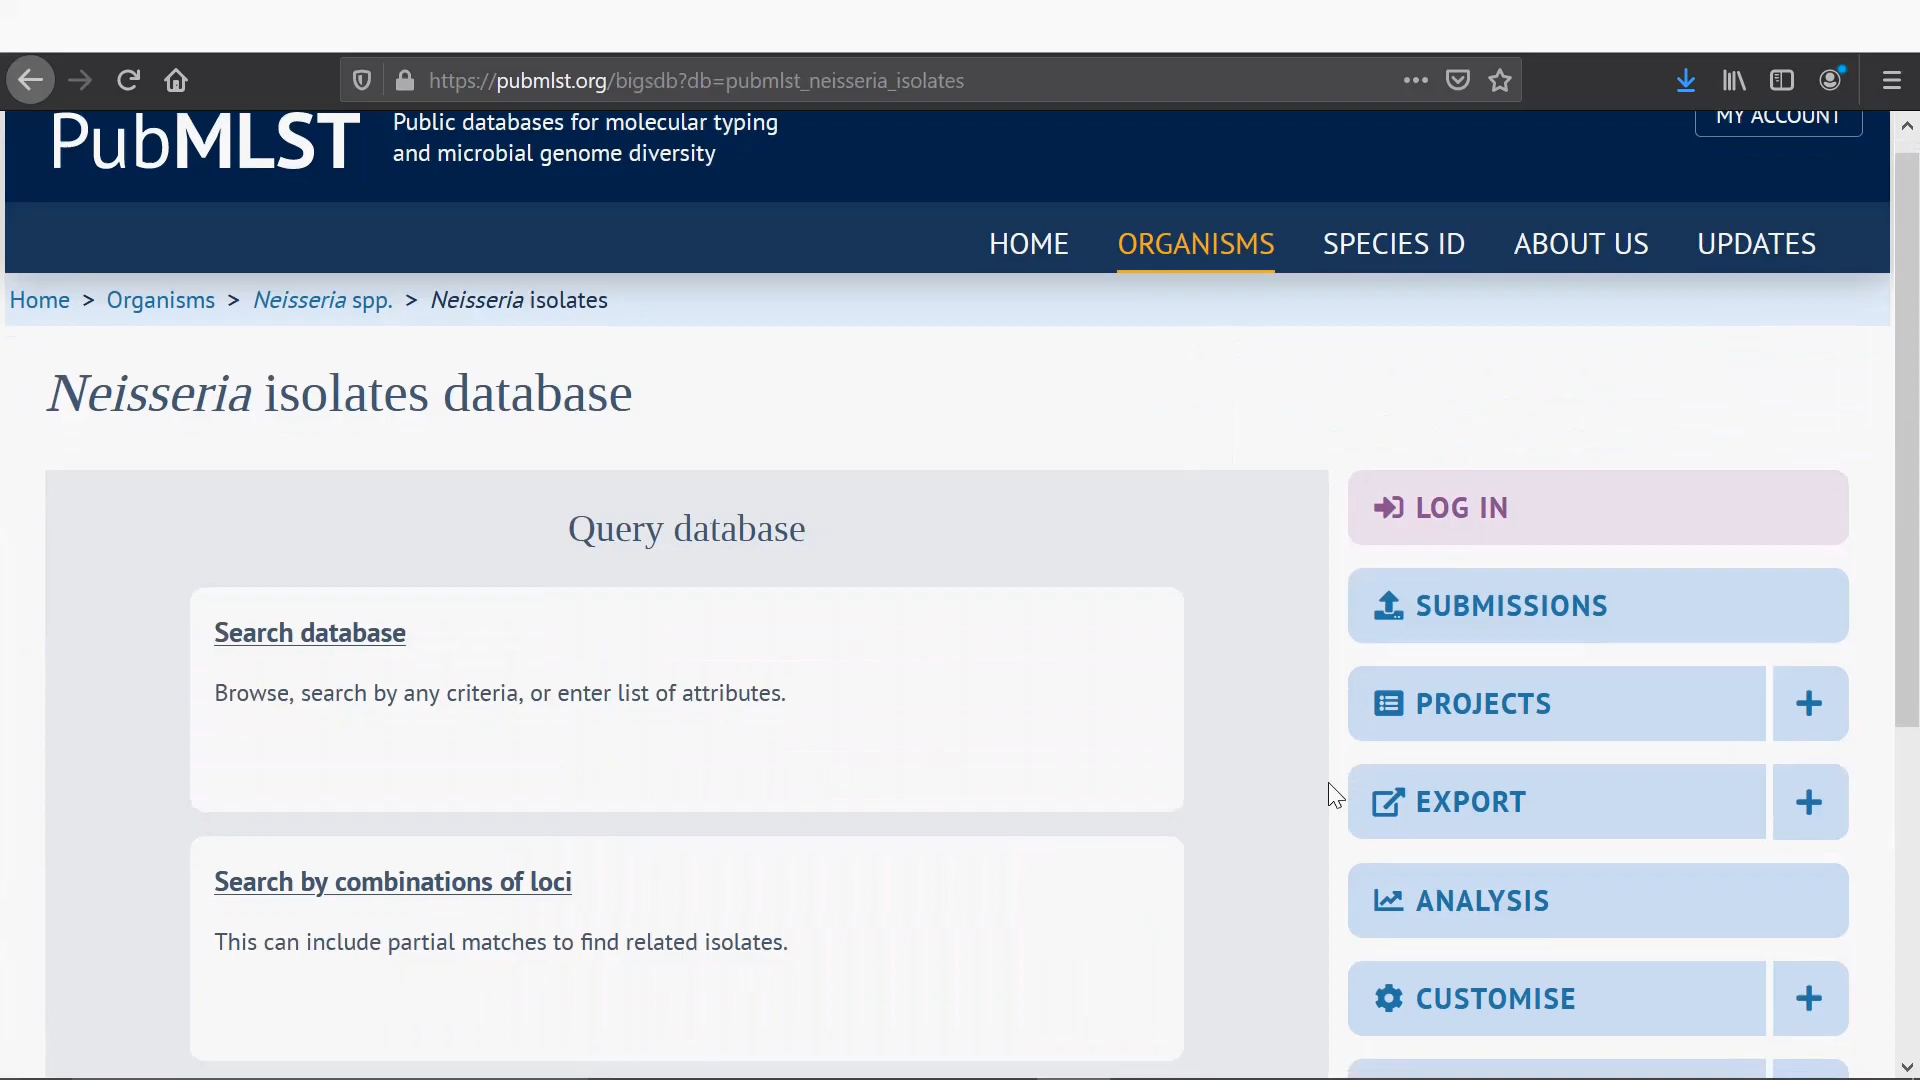 https://pubmlst.org/bigsdb?db=pubmlst_neisseria_isolates
PubMLST
Public databases for molecular typing
and microbial genome diversity
MY ACCOUNT
HOME ORGANISMS SPECIES ID ABOUT US UPDATES
Home > Organisms > Neisseria spp. > Neisseria isolates
Neisseria isolates database
Query database
Search database
Browse, search by any criteria, or enter list of attributes.
Search by combinations of loci
This can include partial matches to find related isolates.
LOG IN
SUBMISSIONS
PROJECTS +
EXPORT +
ANALYSIS
CUSTOMISE +